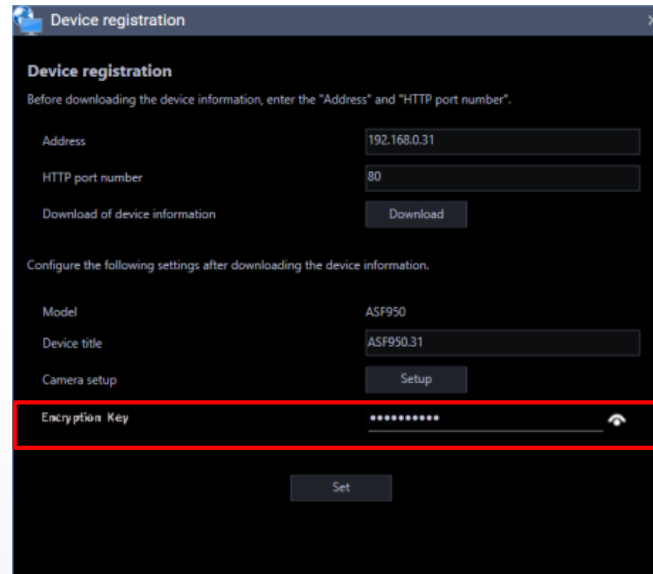 Device registration
Device registration
Before downloading the device information, enter the "Address" and "HTTP port number".
Address 192.168.0.31
HTTP port number 80
Download of device information Download
Configure the following settings after downloading the device information.
Model ASF950
Device title ASF950.31
Camera setup Setup
Encryption Key ••••••••••
Set